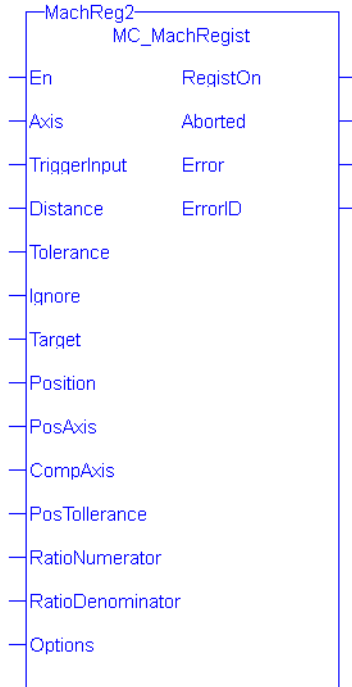 MachReg2
MC_MachRegist
En RegistOn
Axis Aborted
TriggerInput Error
Distance ErrorID
Tolerance
Ignore
Target
Position
PosAxis
CompAxis
PosTollerance
RatioNumerator
RatioDenominator
Options